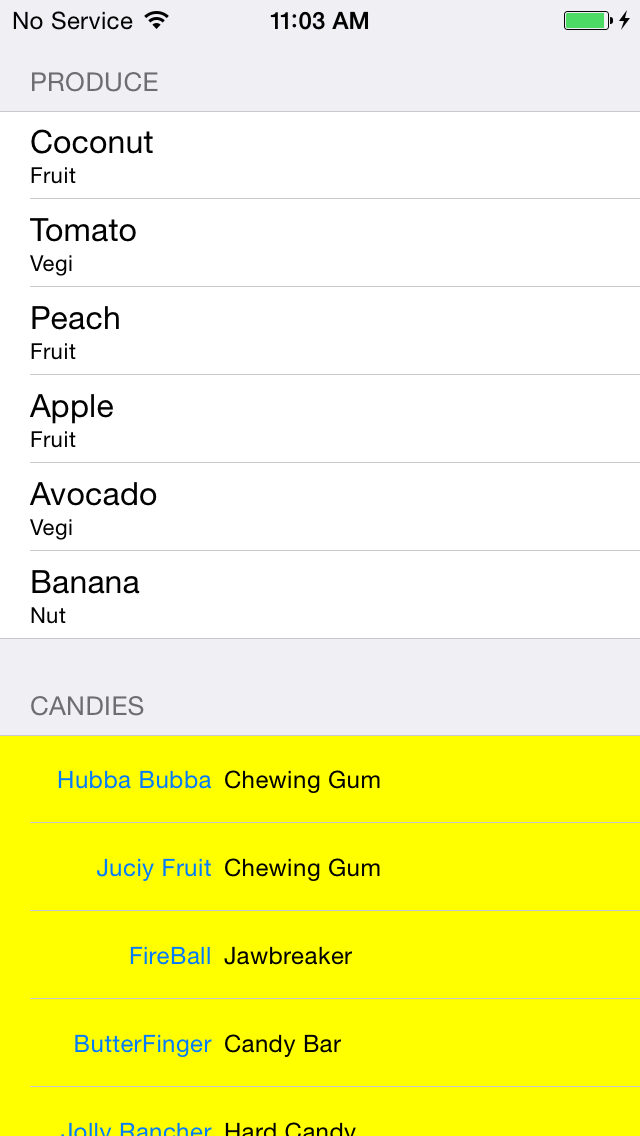 No Service 11:03 AM
PRODUCE
Coconut
Fruit
Tomato
Vegi
Peach
Fruit
Apple
Fruit
Avocado
Vegi
Banana
Nut
CANDIES
Hubba Bubba Chewing Gum
Juciy Fruit Chewing Gum
FireBall Jawbreaker
ButterFinger Candy Bar
Jolly Rancher Hard Candy